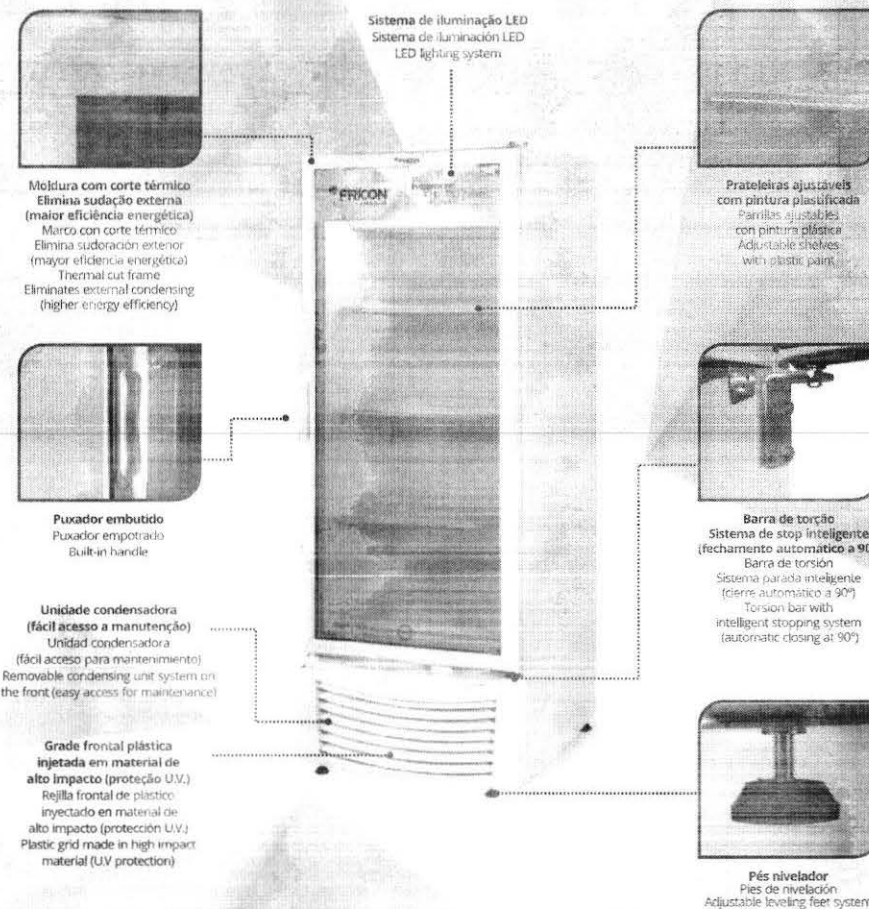 Sistema de iluminação LED
Sistema de iluminación LED
LED lighting system
Moldura com corte térmico
Elimina sudação externa
(maior eficiência energética)
Marco con corte térmico
Elimina sudoración exterior
(mayor eficiencia energética)
Thermal cut frame
Eliminates external condensing
(higher energy efficiency)
FRICON
Prateleiras ajustáveis
com pintura plastificada
Parrillas ajustables
con pintura plástica
Adjustable shelves
with plastic paint
Puxador embutido
Puxador empotrado
Built-in handle
Barra de torção
Sistema de stop inteligente
(fechamento automático a 90
Barra de torsión
Sistema parada inteligente
(cierre automático a 90º)
Torsion bar with
intelligent stopping system
(automatic closing at 90º)
Unidade condensadora
(fácil acesso a manutenção)
Unidad condensadora
(fácil acceso para mantenimiento)
Removable condensing unit system on
the front (easy access for maintenance)
Grade frontal plástica
injetada em material de
alto impacto (proteção U.V.)
Rejilla frontal de plastico
inyectado en material de
alto impacto (protección U.V.)
Plastic grid made in high impact
material (U.V protection)
Pés nivelador
Pies de nivelación
Adjustable leveling feet system